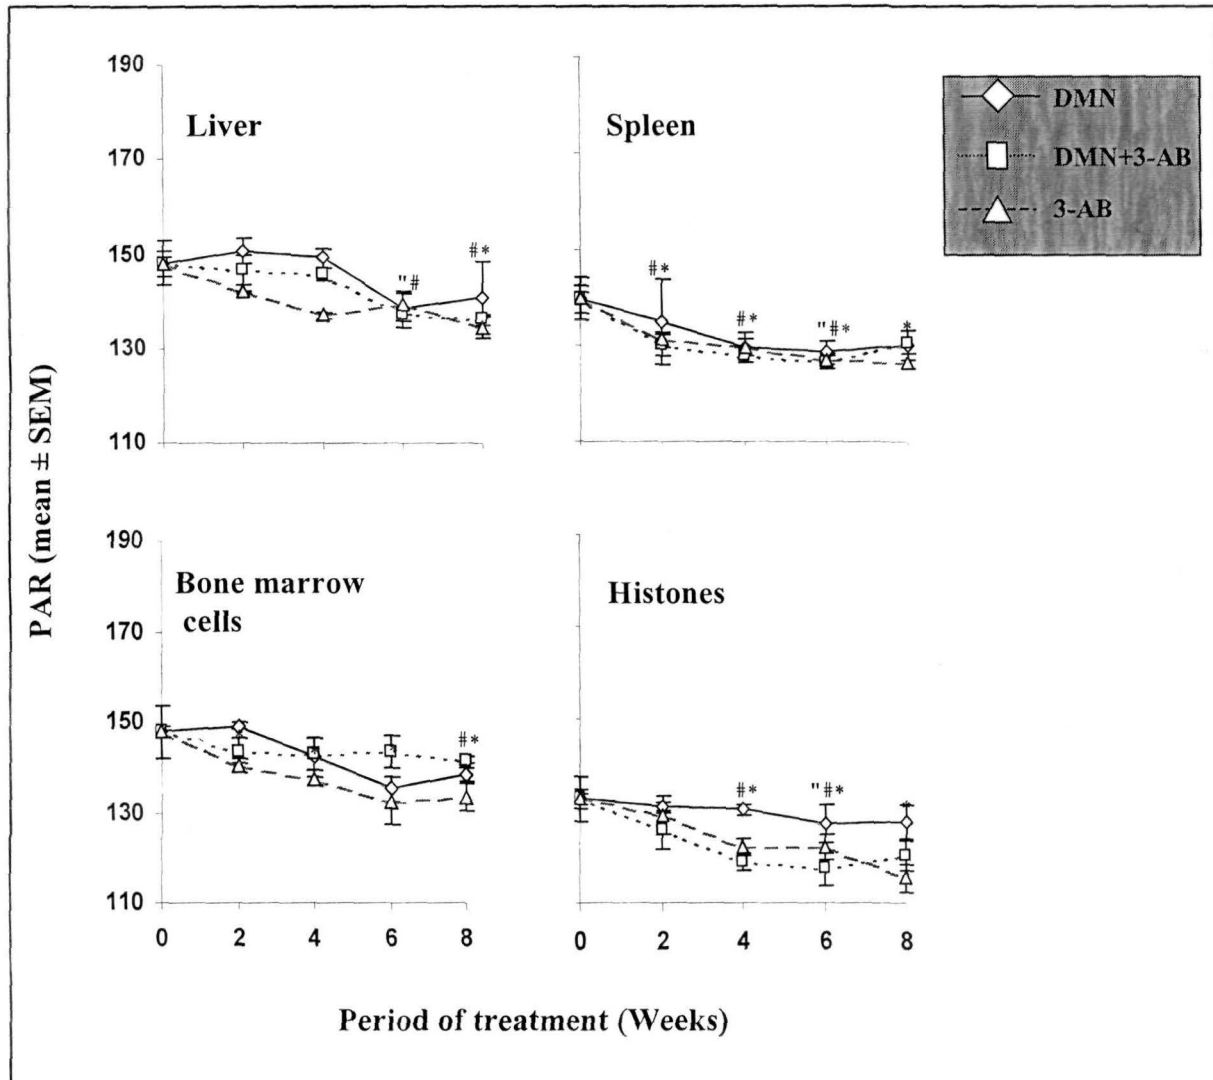 190
170
150
130
110
Liver
"#
#*
Spleen
#*
#*
"#*
*
DMN
DMN+3-AB
3-AB
PAR (mean ± SEM)
190
170
150
130
110
Bone marrow
cells
#*
0 2 4 6 8
Histones
#*
"#*
*
0 2 4 6 8
Period of treatment (Weeks)